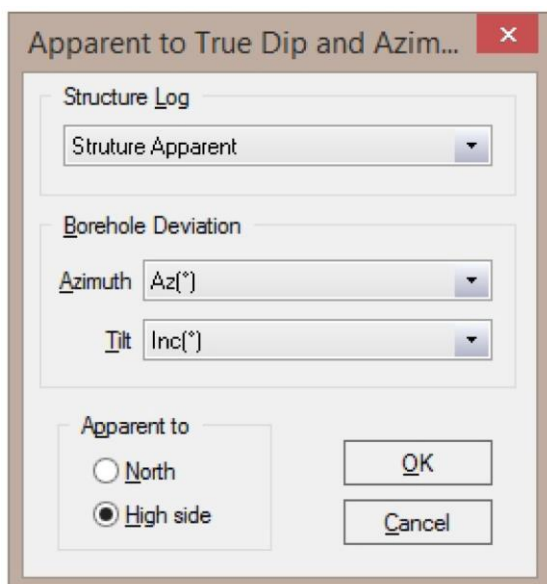 Apparent to True Dip and Azim...
Structure Log
Struture Apparent
Borehole Deviation
Azimuth Az(°)
Tilt Inc(°)
Apparent to
North
High side
OK
Cancel